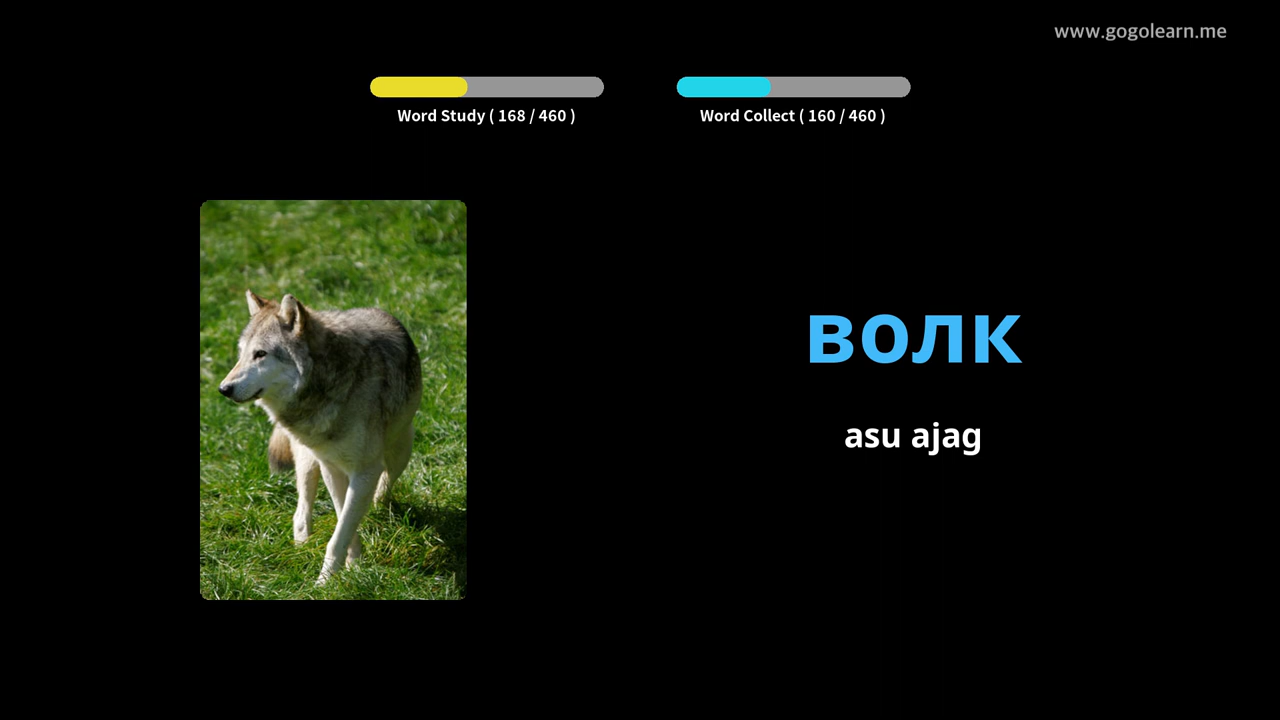 www.gogolearn.me
Word Study ( 168 / 460 )
Word Collect ( 160 / 460 )
волк
asu ajag